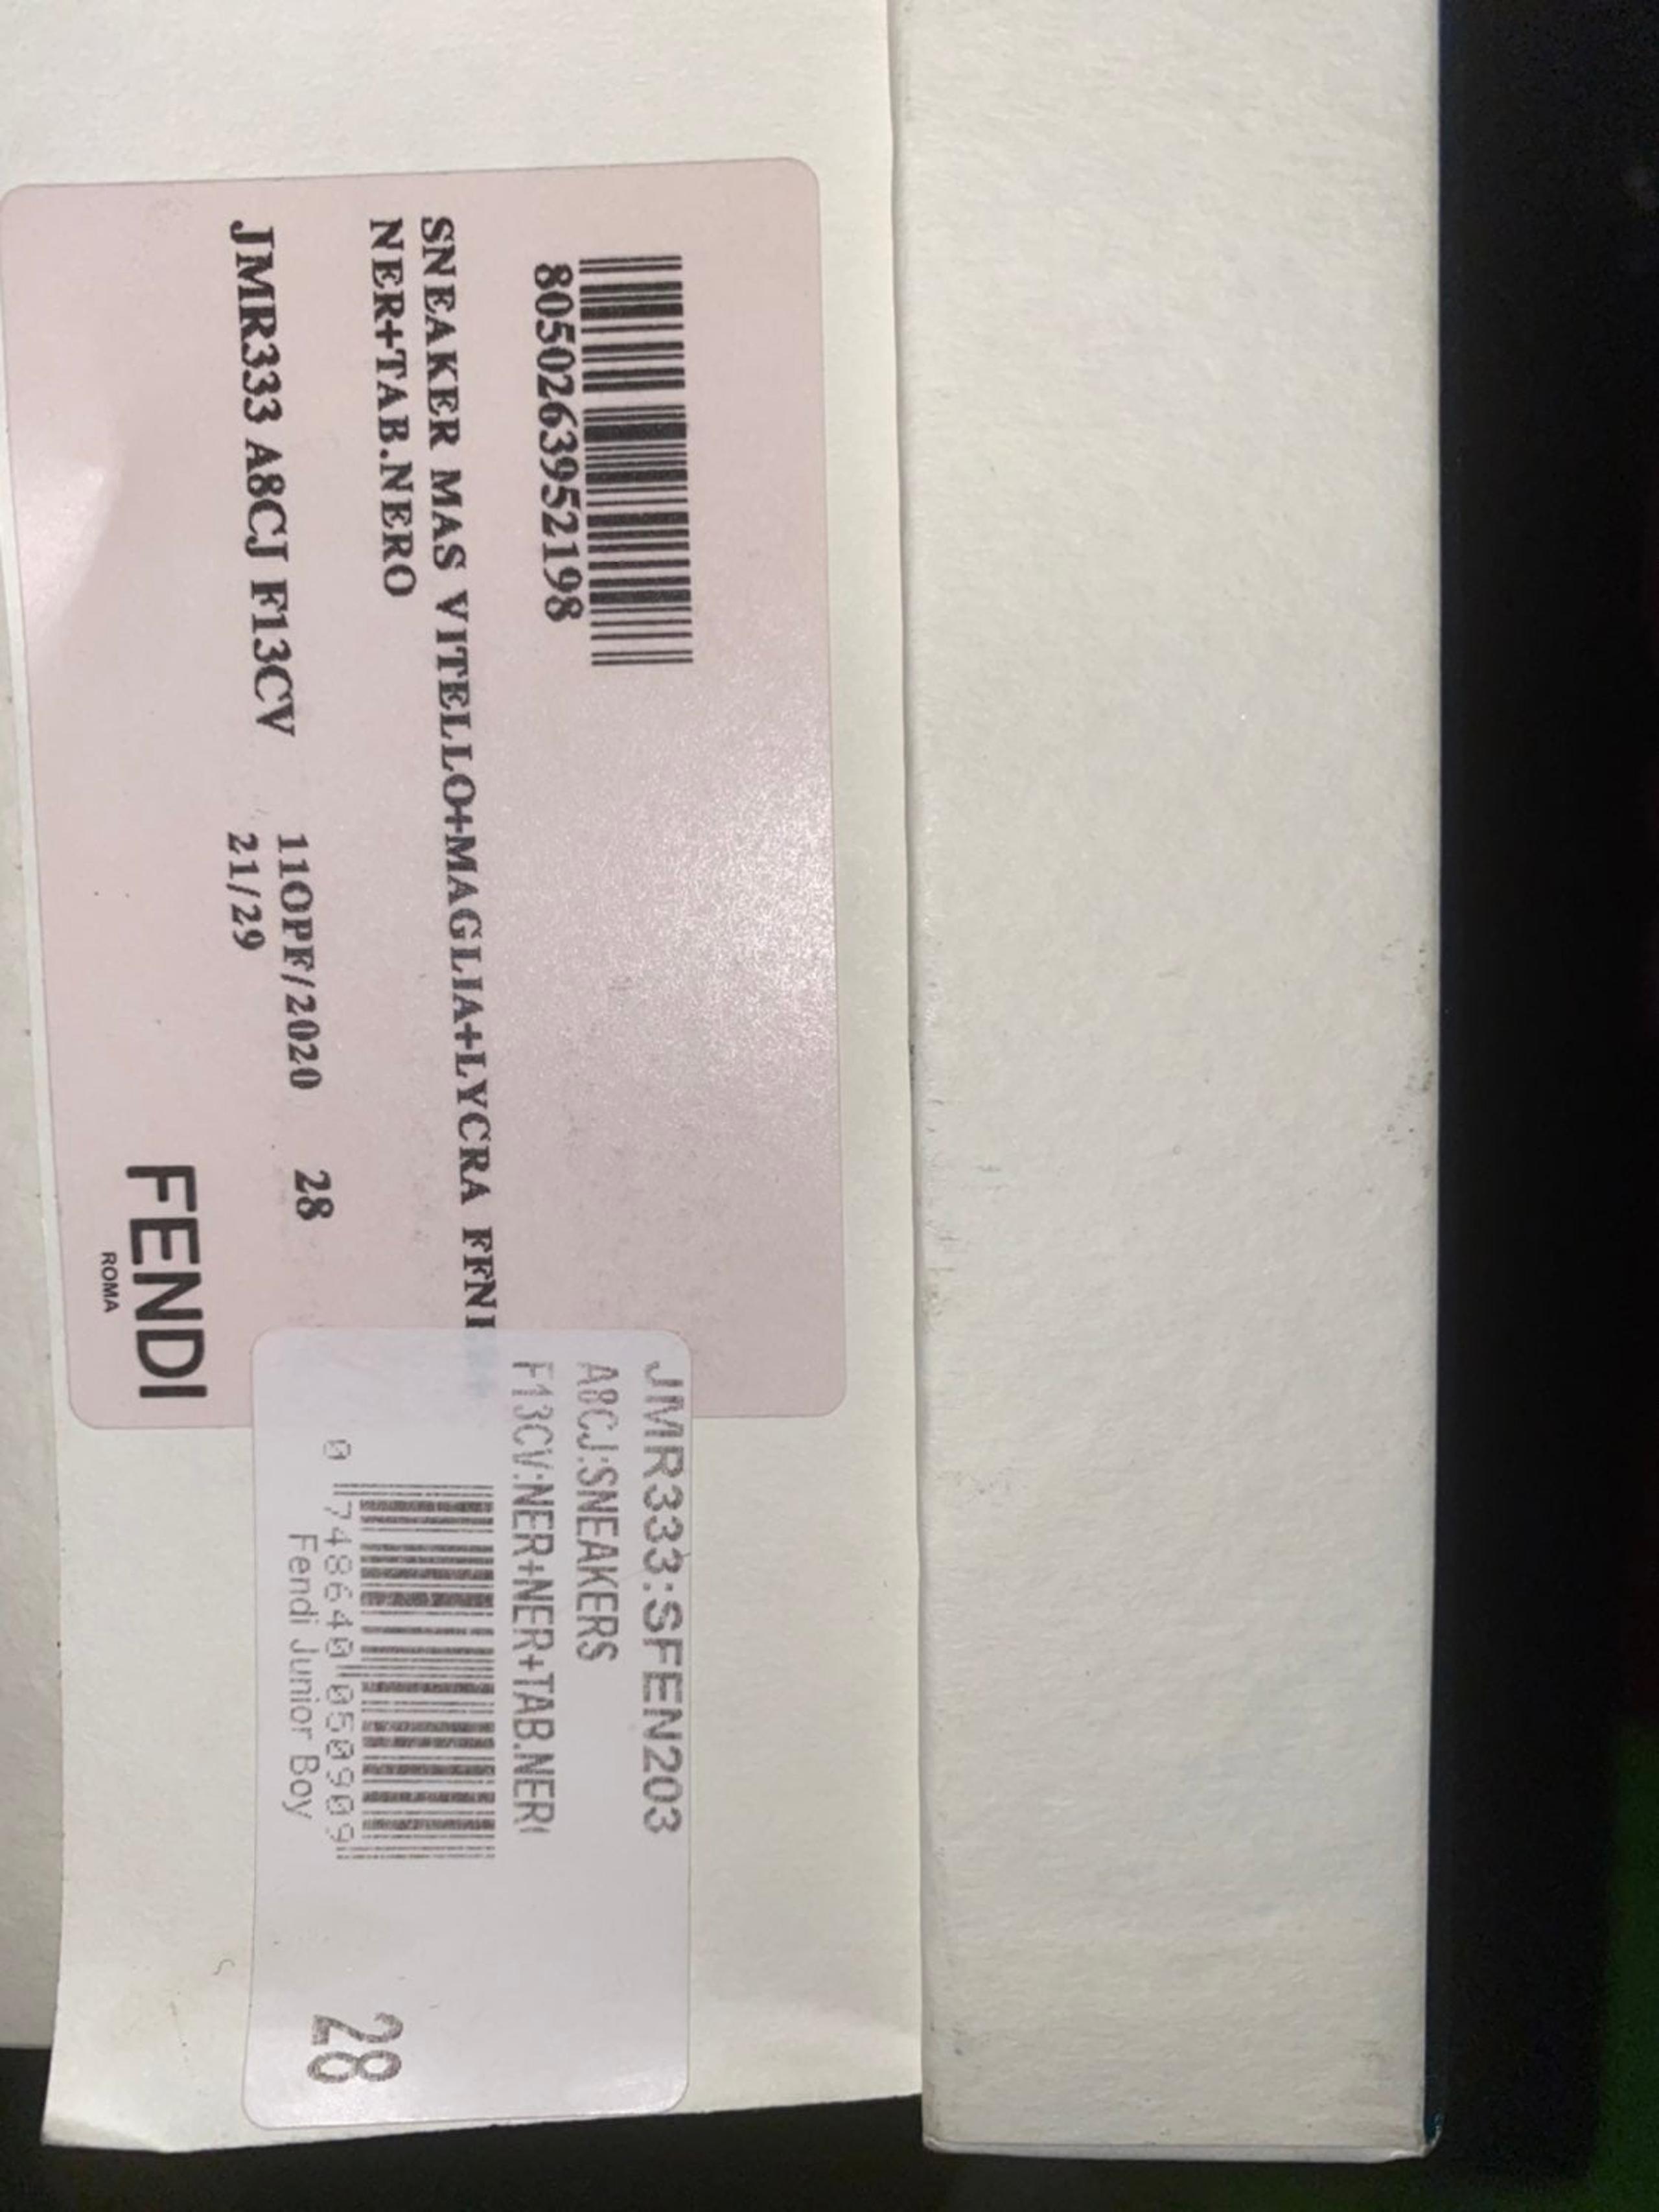 8050263952198
SNEAKER MAS VITELLO+MAGLIA+LYCRA FFNE
NER+TAB.NERO
JMR333 A8CJ F13CV
11OPF/2020
28
21/29
FENDI
ROMA
JMR333:SFEN203
A8CJ:SNEAKERS
F13CV:NER+NER+TAB.NER
0 748640 050909
Fendi Junior Boy
28